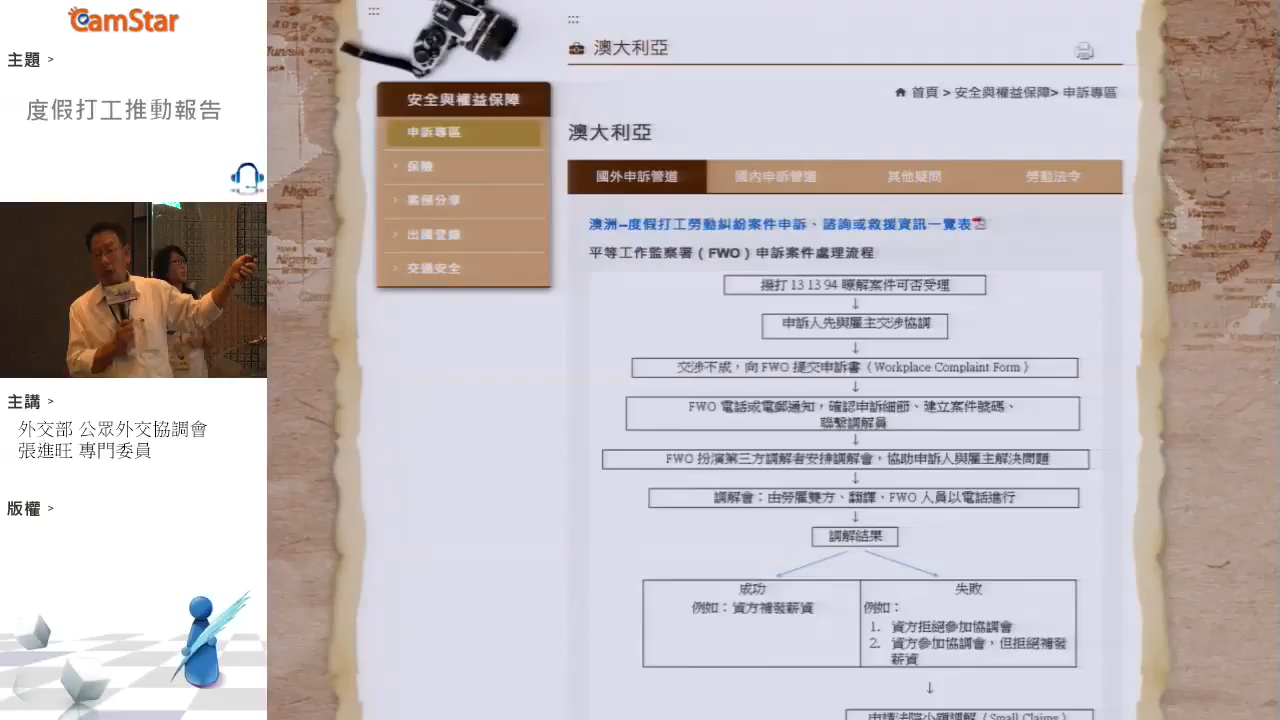 CamStar
主題 >
度假打工推動報告
主講 >
外交部 公眾外交協調會
張進旺 專門委員
版權 >
:::
安全與權益保障
申訴專區
保險
案例分享
出國登錄
交通安全
:::
澳大利亞
首頁 > 安全與權益保障> 申訴專區
澳大利亞
國外申訴管道 國內申訴管道 其他疑問 勞動法令
澳洲--度假打工勞動糾紛案件申訴、諮詢或救援資訊一覽表
平等工作監察署（FWO）申訴案件處理流程
撥打 13 13 94 瞭解案件可否受理
↓
申訴人先與雇主交涉協調
↓
交涉不成，向 FWO 提交申訴書（Workplace Complaint Form）
↓
FWO 電話或電郵通知，確認申訴細節、建立案件號碼、
聯繫調解員
↓
FWO 扮演第三方調解者安排調解會，協助申訴人與雇主解決問題
↓
調解會：由勞雇雙方、翻譯、FWO 人員以電話進行
↓
調解結果
成功
例如：資方補發薪資
失敗
例如：
1. 資方拒絕參加協調會
2. 資方參加協調會，但拒絕補發
薪資
↓
申請法院小額調解（Small Claims）
Niger
Nigeria
China
South